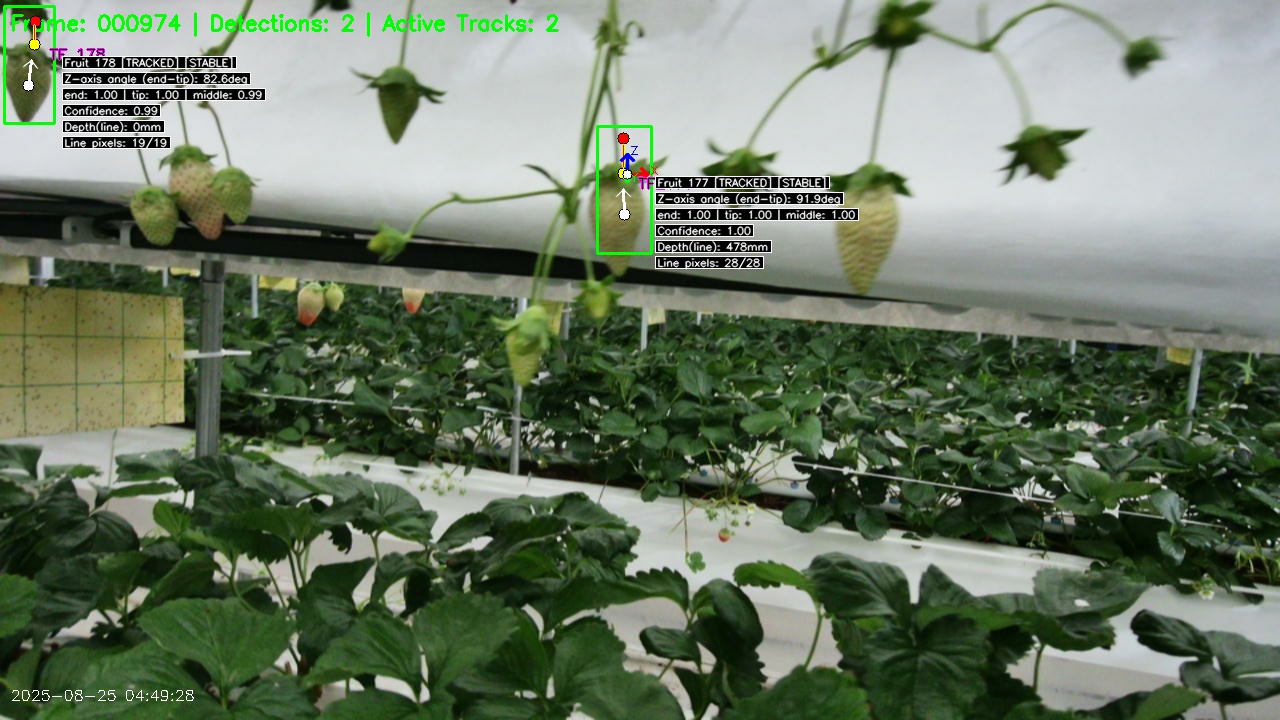 Frame: 000974 | Detections: 2 | Active Tracks: 2
TF_178
Fruit 178 [TRACKED] [STABLE]
Z-axis angle (end-tip): 82.6deg
end: 1.00 | tip: 1.00 | middle: 0.99
Confidence: 0.99
Depth(line): 0mm
Line pixels: 19/19
Z
TF
Fruit 177 [TRACKED] [STABLE]
Z-axis angle (end-tip): 91.9deg
end: 1.00 | tip: 1.00 | middle: 1.00
Confidence: 1.00
Depth(line): 478mm
Line pixels: 28/28
2025-08-25 04:49:28